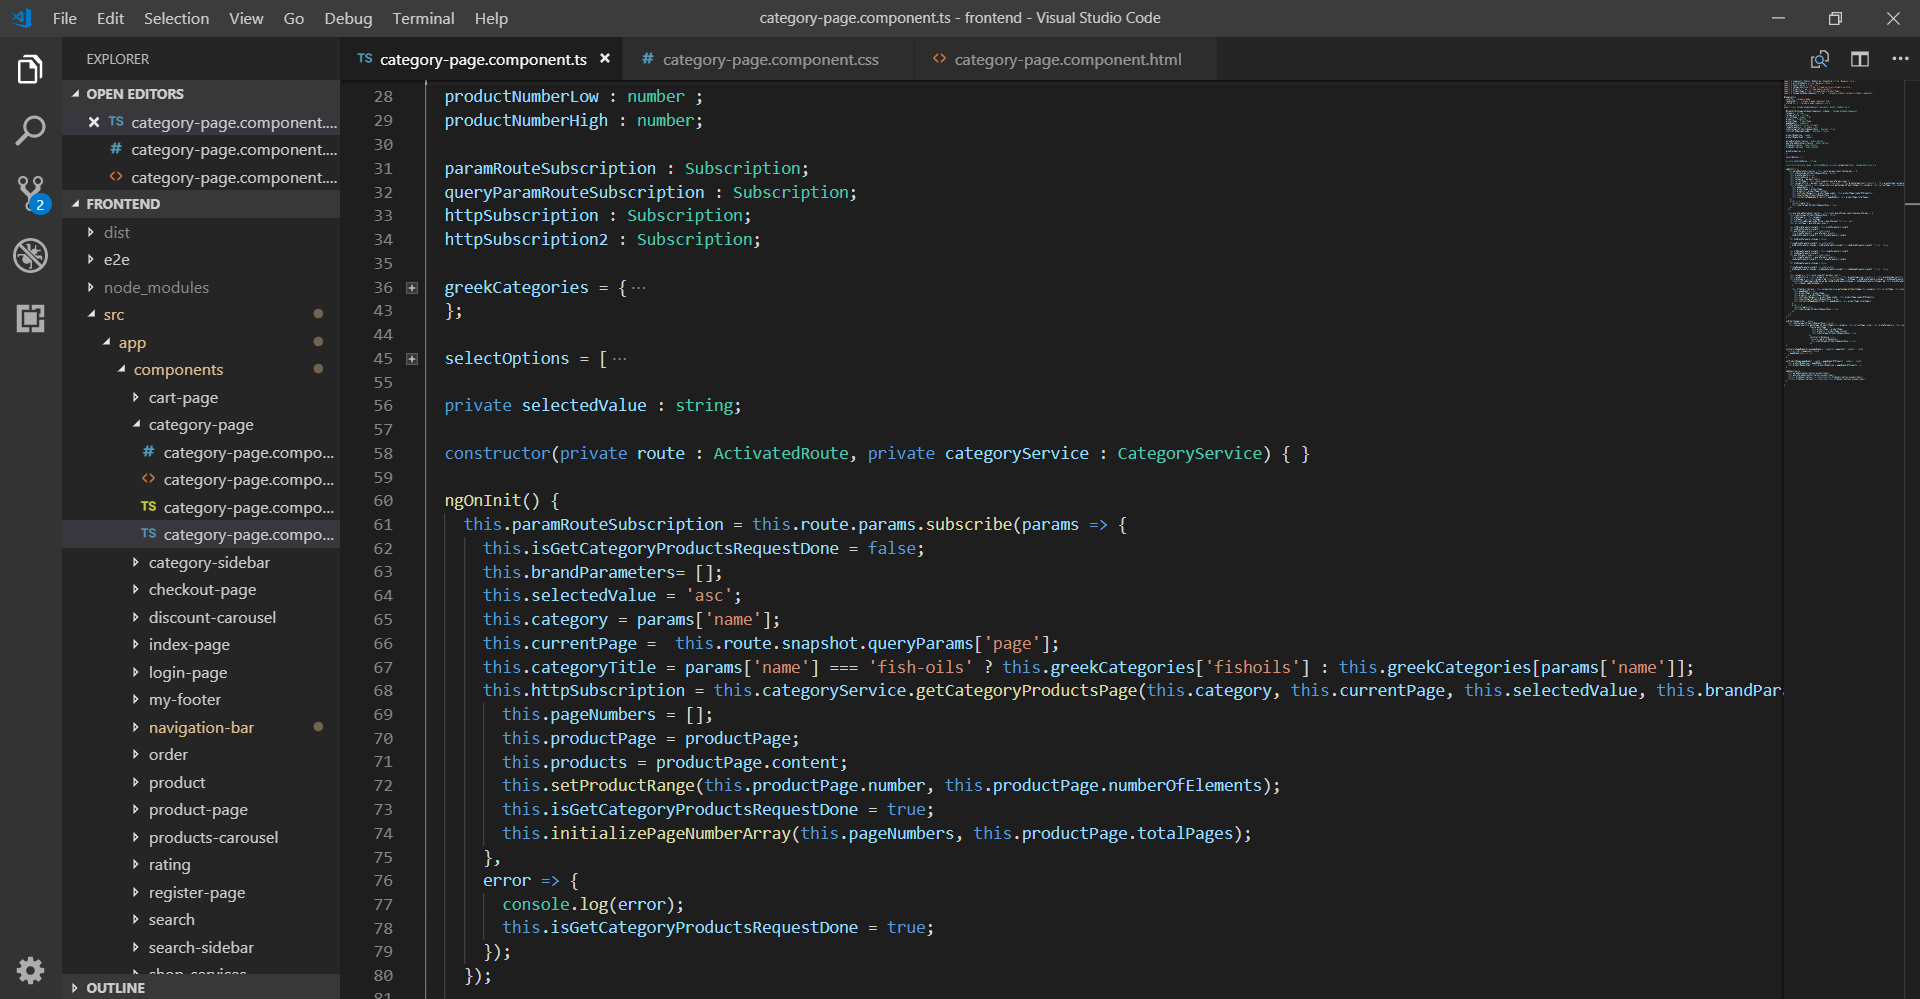 File Edit Selection View Go Debug Terminal Help
category-page.component.ts - frontend - Visual Studio Code
EXPLORER
OPEN EDITORS
TS category-page.component....
# category-page.component....
<> category-page.component....
2
FRONTEND
dist
e2e
node_modules
src
app
components
cart-page
category-page
# category-page.compo...
<> category-page.compo...
TS category-page.compo...
TS category-page.compo...
category-sidebar
checkout-page
discount-carousel
index-page
login-page
my-footer
navigation-bar
order
product
product-page
products-carousel
rating
register-page
search
search-sidebar
shop-services
OUTLINE
TS category-page.component.ts # category-page.component.css <> category-page.component.html
28 productNumberLow : number ;
29 productNumberHigh : number;
30
31 paramRouteSubscription : Subscription;
32 queryParamRouteSubscription : Subscription;
33 httpSubscription : Subscription;
34 httpSubscription2 : Subscription;
35
36 greekCategories = { ...
43 };
44
45 selectOptions = [ ...
55
56 private selectedValue : string;
57
58 constructor(private route : ActivatedRoute, private categoryService : CategoryService) { }
59
60 ngOnInit() {
61 this.paramRouteSubscription = this.route.params.subscribe(params => {
62 this.isGetCategoryProductsRequestDone = false;
63 this.brandParameters= [];
64 this.selectedValue = 'asc';
65 this.category = params['name'];
66 this.currentPage =  this.route.snapshot.queryParams['page'];
67 this.categoryTitle = params['name'] === 'fish-oils' ? this.greekCategories['fishoils'] : this.greekCategories[params['name']];
68 this.httpSubscription = this.categoryService.getCategoryProductsPage(this.category, this.currentPage, this.selectedValue, this.brandPar
69 this.pageNumbers = [];
70 this.productPage = productPage;
71 this.products = productPage.content;
72 this.setProductRange(this.productPage.number, this.productPage.numberOfElements);
73 this.isGetCategoryProductsRequestDone = true;
74 this.initializePageNumberArray(this.pageNumbers, this.productPage.totalPages);
75 },
76 error => {
77 console.log(error);
78 this.isGetCategoryProductsRequestDone = true;
79 });
80 });
81